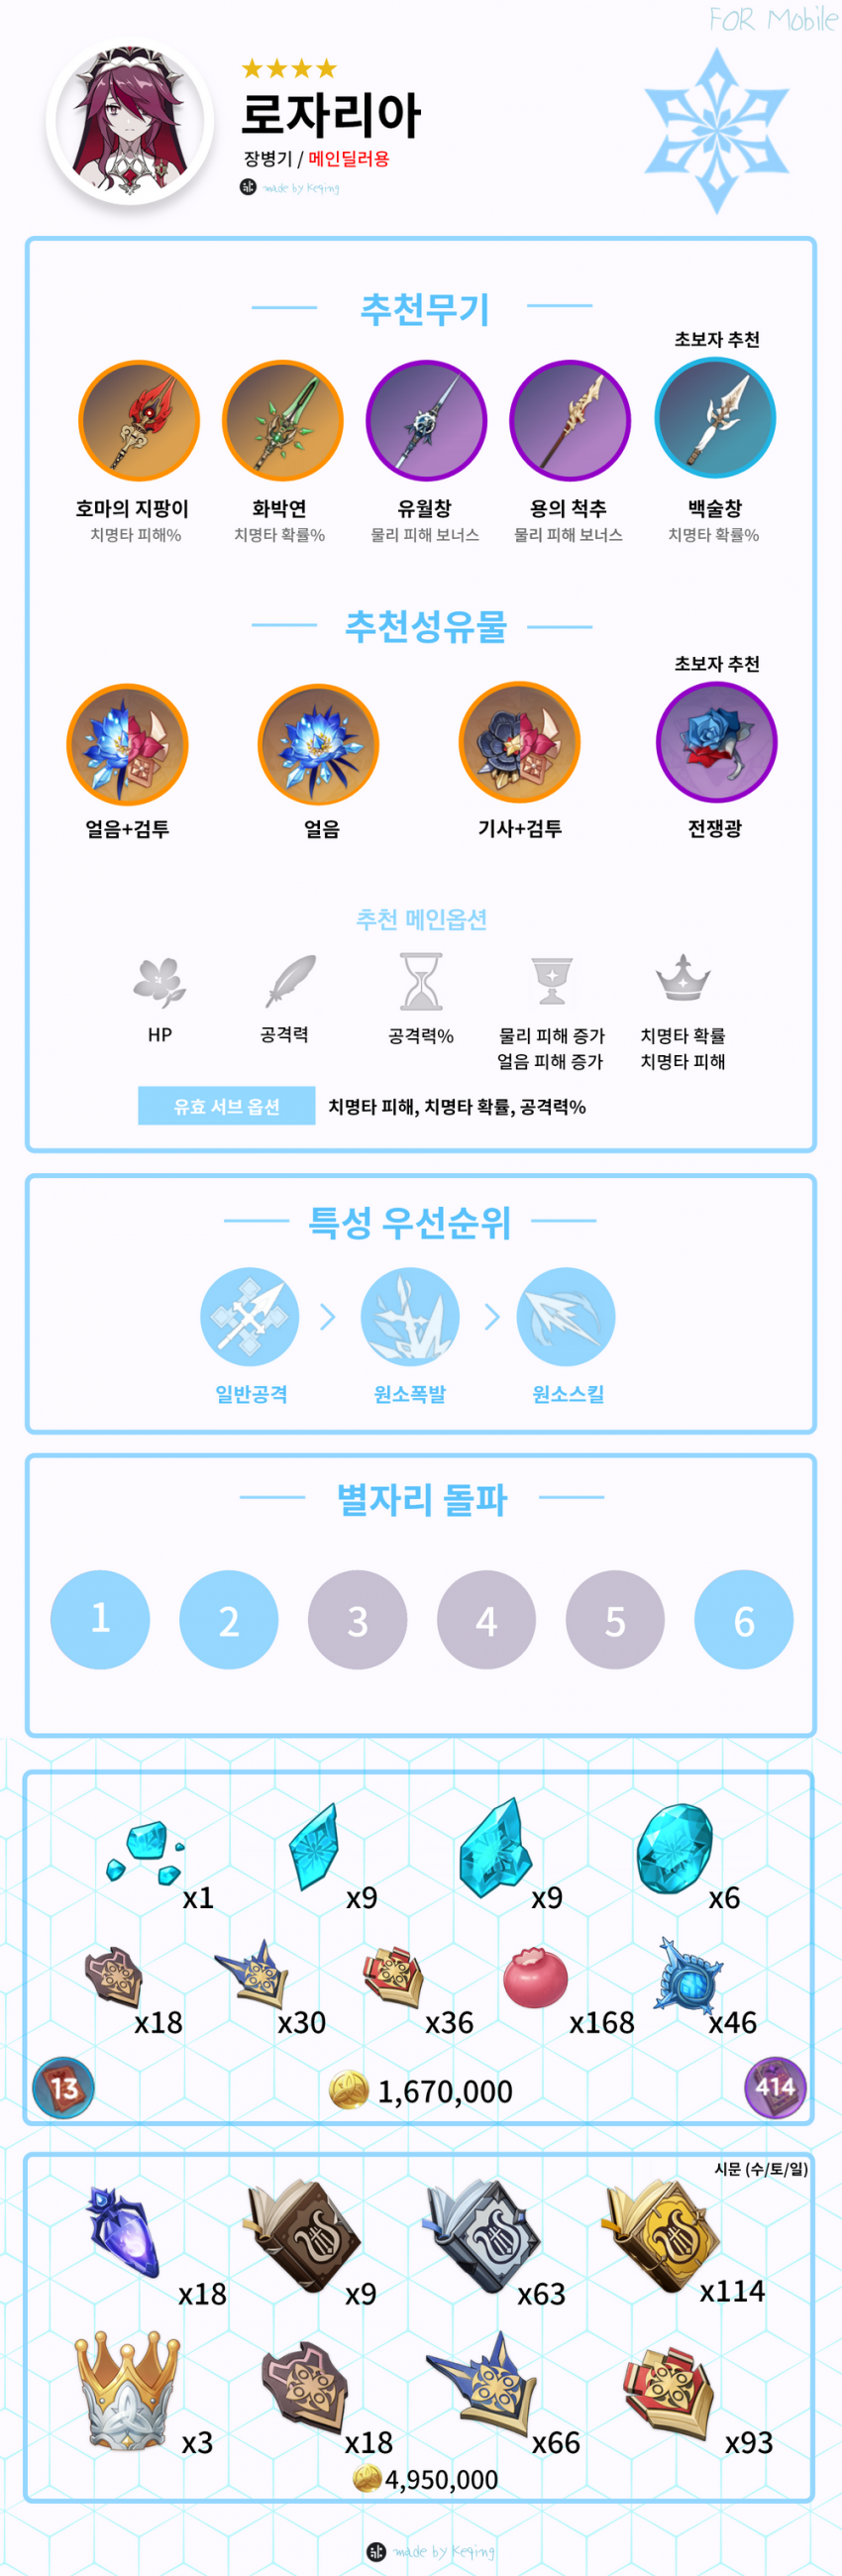 FOR Mobile
로자리아
장병기 / 메인딜러용
made by Keqing
추천무기
초보자 추천
호마의 지팡이 화박연 유월창 용의 척추 백술창
치명타 피해% 치명타 확률% 물리 피해 보너스 물리 피해 보너스 치명타 확률%
추천성유물
초보자 추천
얼음+검투 얼음 기사+검투 전쟁광
추천 메인옵션
HP 공격력 공격력% 물리 피해 증가 치명타 확률
얼음 피해 증가 치명타 피해
유효 서브 옵션 치명타 피해, 치명타 확률, 공격력%
특성 우선순위
일반공격 원소폭발 원소스킬
별자리 돌파
1 2 3 4 5 6
x1 x9 x9 x6
x18 x30 x36 x168 x46
13 1,670,000 414
시문 (수/토/일)
x18 x9 x63 x114
x3 x18 x66 x93
4,950,000
made by Keqing